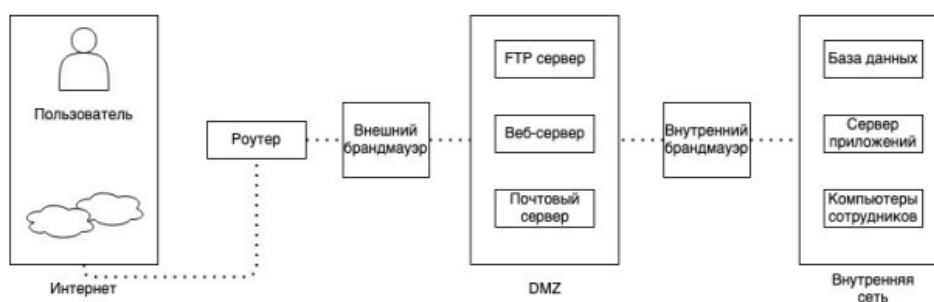 Пользователь
Интернет
Роутер
Внешний
брандмауэр
FTP сервер
Веб-сервер
Почтовый
сервер
DMZ
Внутренний
брандмауэр
База данных
Сервер
приложений
Компьютеры
сотрудников
Внутренняя
сеть